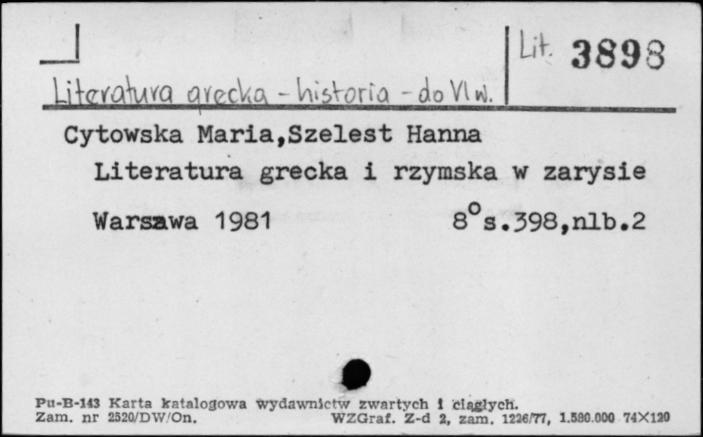 Lit. 3898
Literatura grecka - historia - do VI w.
Cytowska Maria,Szelest Hanna
Literatura grecka i rzymska w zarysie
Warszawa 1981 8° s.398,nlb.2
Pu-B-143 Karta katalogowa wydawnictw zwartych i ciągłych.
Zam. nr 2520/DW/On. WZGraf. Z-d 2, zam. 1226/77, 1.580.000 74X120